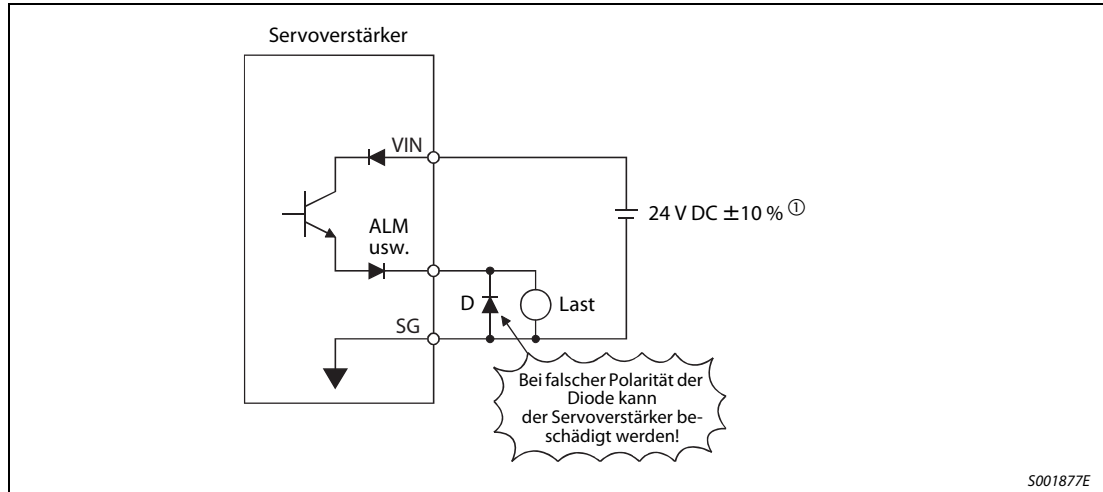 Servoverstärker
VIN
24 V DC ±10 % ①
ALM
usw.
D
Last
SG
Bei falscher Polarität der
Diode kann
der Servoverstärker be-
schädigt werden!
S001877E